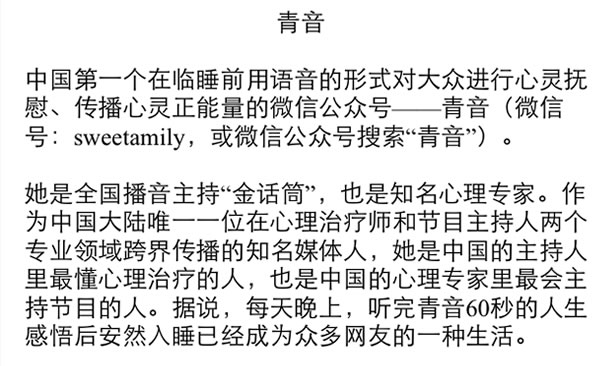 青音
中国第一个在临睡前用语音的形式对大众进行心灵抚
慰、传播心灵正能量的微信公众号——青音（微信
号：sweetamily，或微信公众号搜索“青音”）。
她是全国播音主持“金话筒”，也是知名心理专家。作
为中国大陆唯一一位在心理治疗师和节目主持人两个
专业领域跨界传播的知名媒体人，她是中国的主持人
里最懂心理治疗的人，也是中国的心理专家里最会主
持节目的人。据说，每天晚上，听完青音60秒的人生
感悟后安然入睡已经成为众多网友的一种生活。